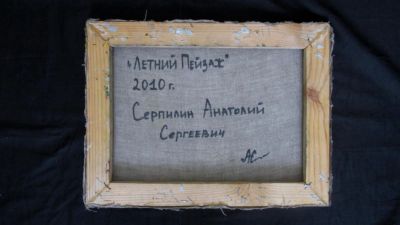 „Летний Пейзаж"
2010 г.
Серпилин Анатолий
Сергеевич
АС